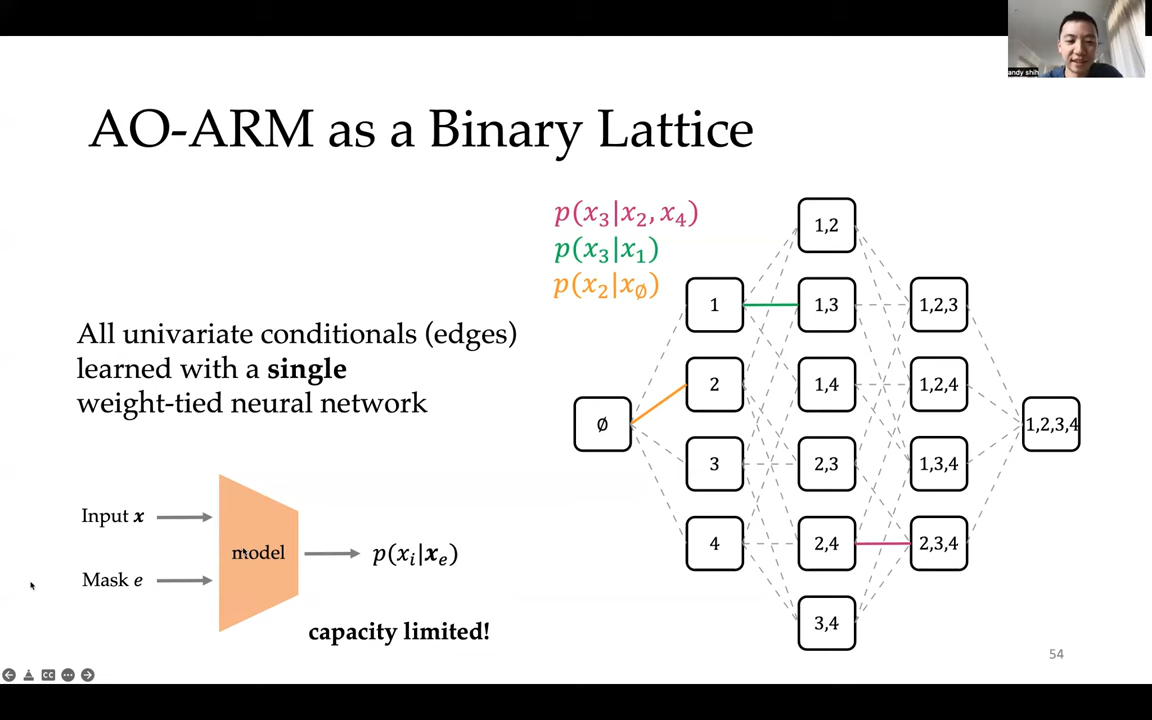 andy shih
AO-ARM as a Binary Lattice
p(x₃|x₂, x₄)
p(x₃|x₁)
p(x₂|x∅)
All univariate conditionals (edges)
learned with a single
weight-tied neural network
Input x
Mask e
model
p(xᵢ|xₑ)
capacity limited!
∅
1
2
3
4
1,2
1,3
1,4
2,3
2,4
3,4
1,2,3
1,2,4
1,3,4
2,3,4
1,2,3,4
54
CC